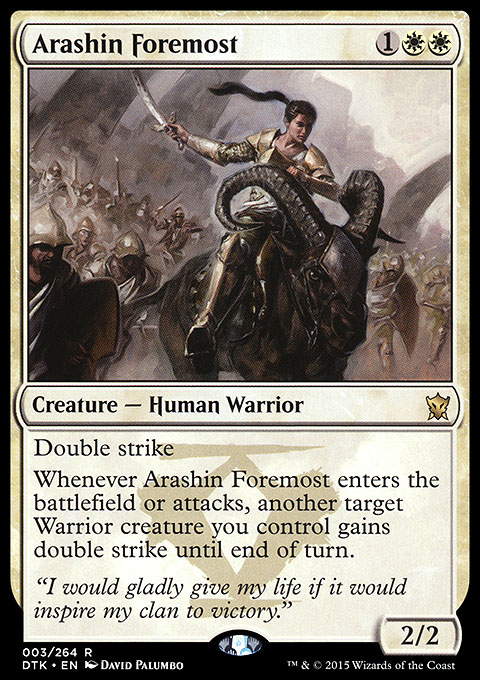 Arashin Foremost 1
Creature — Human Warrior
Double strike
Whenever Arashin Foremost enters the
battlefield or attacks, another target
Warrior creature you control gains
double strike until end of turn.
“I would gladly give my life if it would
inspire my clan to victory.”
2/2
003/264 R
DTK • EN David Palumbo
™ & © 2015 Wizards of the Coast